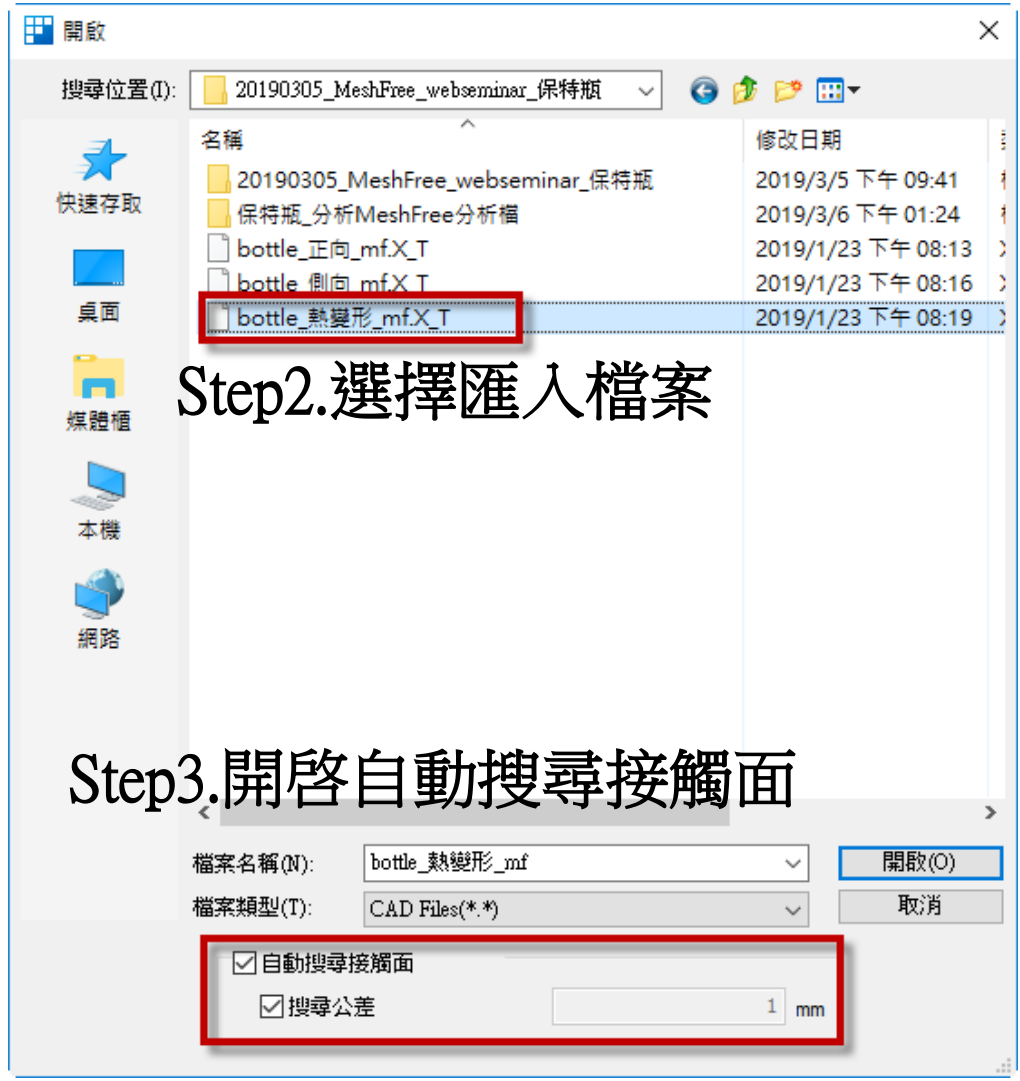 開啟
搜尋位置(I): 20190305_MeshFree_webseminar_保特瓶
名稱 修改日期
20190305_MeshFree_webseminar_保特瓶 2019/3/5 下午 09:41
保特瓶_分析MeshFree分析檔 2019/3/6 下午 01:24
bottle_正向_mf.X_T 2019/1/23 下午 08:13
bottle_側向_mf.X_T 2019/1/23 下午 08:16
bottle_熱變形_mf.X_T 2019/1/23 下午 08:19
快速存取
桌面
媒體櫃
本機
網路
Step2.選擇匯入檔案
Step3.開啓自動搜尋接觸面
檔案名稱(N): bottle_熱變形_mf 開啟(O)
檔案類型(T): CAD Files(*.*) 取消
自動搜尋接觸面
搜尋公差 1 mm